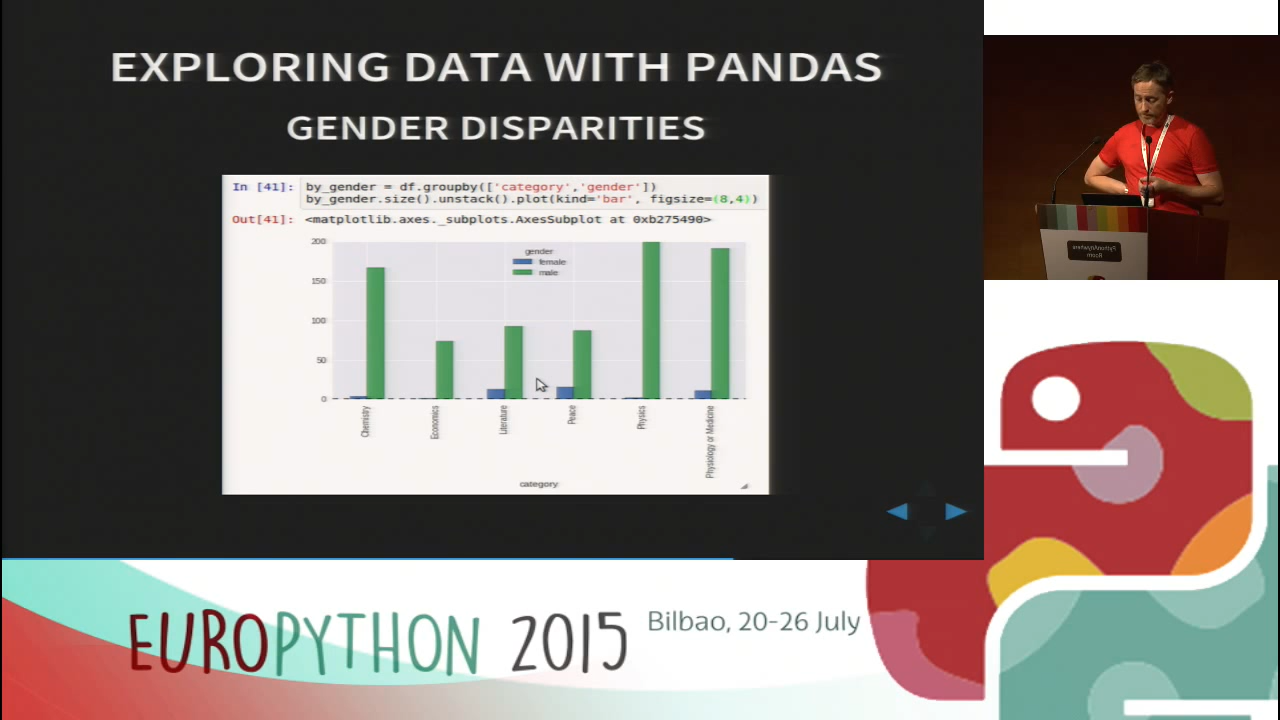 EXPLORING DATA WITH PANDAS
GENDER DISPARITIES
In [41]: by_gender = df.groupby(['category','gender'])
by_gender.size().unstack().plot(kind='bar', figsize=(8,4))
Out[41]: <matplotlib.axes._subplots.AxesSubplot at 0xb275490>
gender
female
male
200
150
100
50
0
Chemistry
Economics
Literature
Peace
Physics
Physiology or Medicine
category
PythonAnywhere
Room
EUROPYTHON 2015
Bilbao, 20-26 July